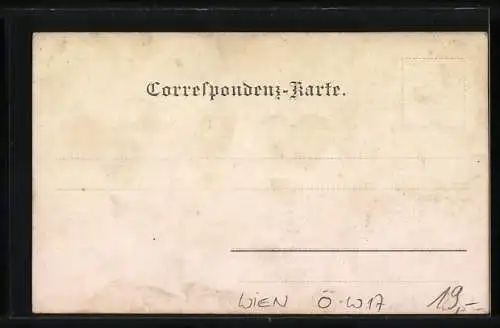 Correspondenz-Karte.
WIEN Ö-W17 19,-